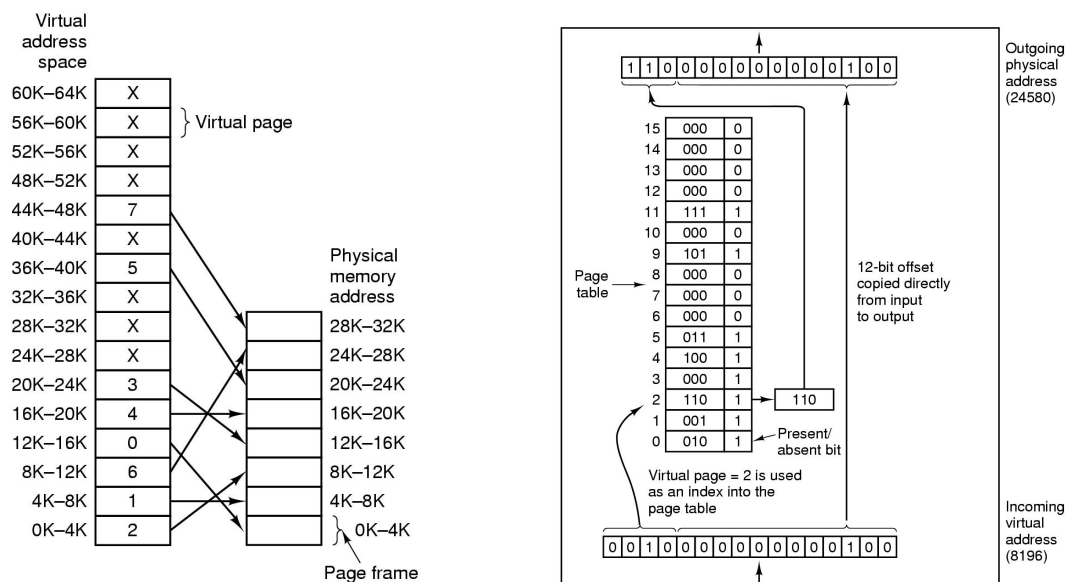 Virtual
address
space
60K–64K X
56K–60K X
Virtual page
52K–56K X
48K–52K X
44K–48K 7
40K–44K X
36K–40K 5
32K–36K X
28K–32K X
24K–28K X
20K–24K 3
16K–20K 4
12K–16K 0
8K–12K 6
4K–8K 1
0K–4K 2
Physical
memory
address
28K–32K
24K–28K
20K–24K
16K–20K
12K–16K
8K–12K
4K–8K
0K–4K
Page frame
Outgoing
physical
address
(24580)
1 1 0 0 0 0 0 0 0 0 0 0 1 0 0
15 000 0
14 000 0
13 000 0
12 000 0
11 111 1
10 000 0
9 101 1
8 000 0
7 000 0
6 000 0
5 011 1
4 100 1
3 000 1
2 110 1
1 001 1
0 010 1
Page
table
110
12-bit offset
copied directly
from input
to output
Present/
absent bit
Virtual page = 2 is used
as an index into the
page table
0 0 1 0 0 0 0 0 0 0 0 0 0 1 0 0
Incoming
virtual
address
(8196)